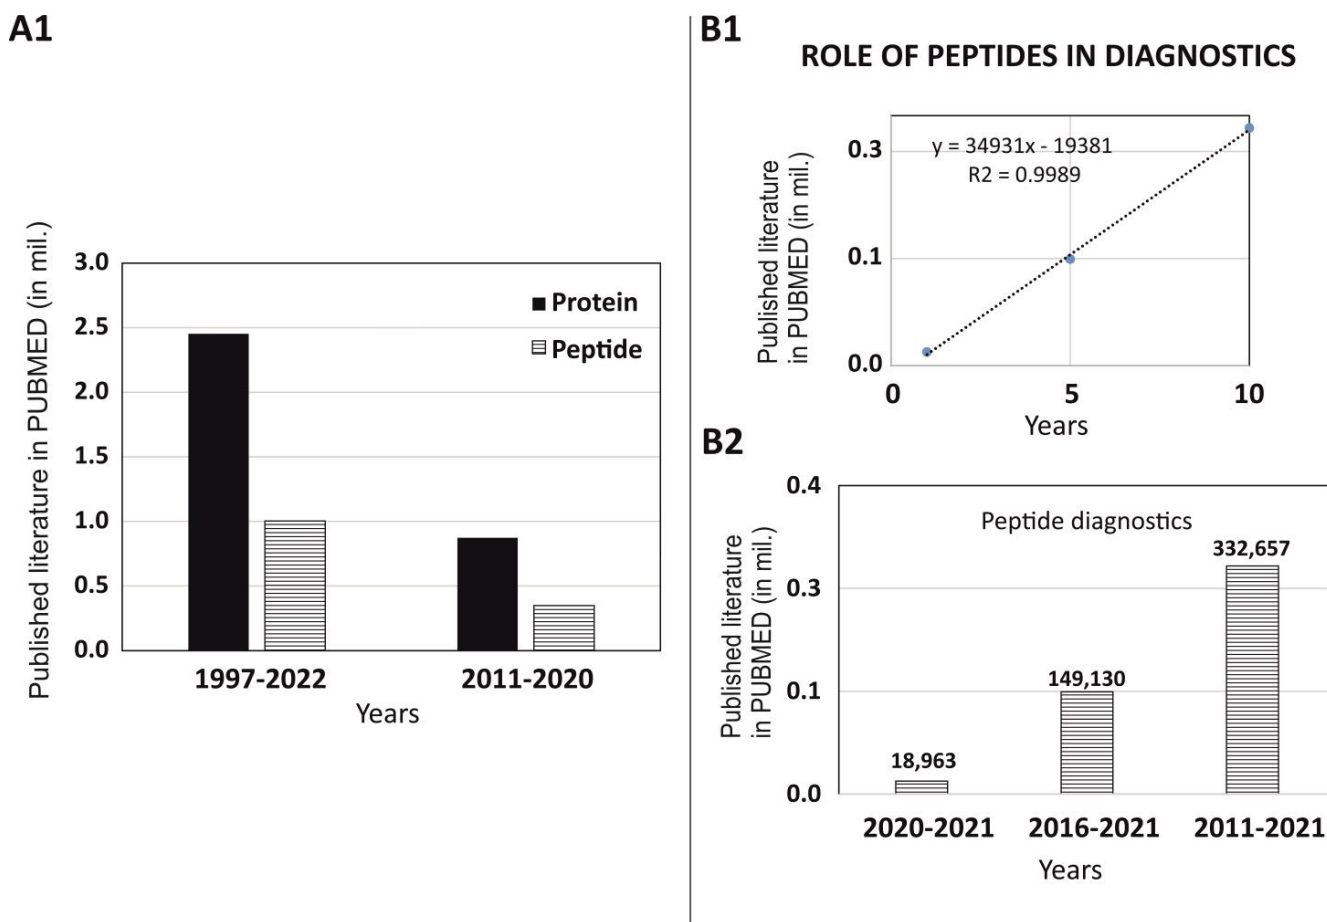 A1
Published literature in PUBMED (in mil.)
3.0
2.5
2.0
1.5
1.0
0.5
0.0
Protein
Peptide
1997-2022
2011-2020
Years
B1
ROLE OF PEPTIDES IN DIAGNOSTICS
Published literature
in PUBMED (in mil.)
0.3
0.1
0.0
y = 34931x - 19381
R2 = 0.9989
0
5
10
Years
B2
Published literature
in PUBMED (in mil.)
0.4
0.3
0.1
0.0
Peptide diagnostics
18,963
149,130
332,657
2020-2021
2016-2021
2011-2021
Years